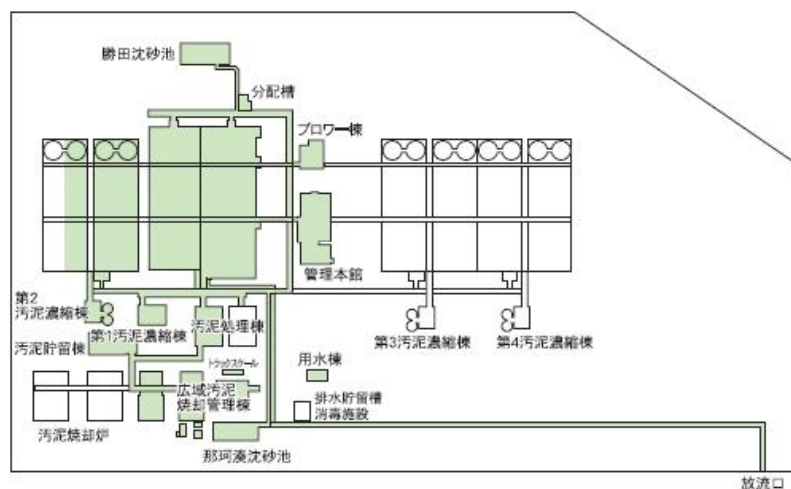 勝田沈砂池
分配槽
ブロワー棟
管理本館
第2
汚泥濃縮棟
第1汚泥濃縮棟
汚泥処理棟
第3汚泥濃縮棟
第4汚泥濃縮棟
汚泥貯留棟
トラックスケール
用水棟
広域汚泥
焼却管理棟
排水貯留槽
消毒施設
汚泥焼却炉
那珂湊沈砂池
放流口